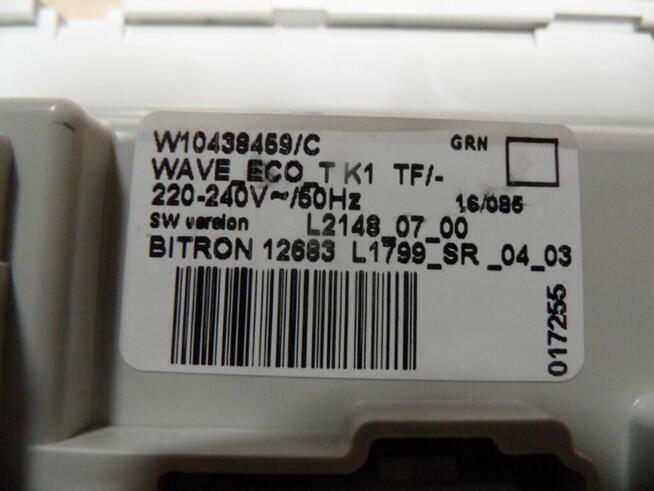 W10438459/C GRN
WAVE_ECO_T K1 TF/-
220-240V~/50Hz 16/085
SW version L2148_07_00
BITRON 12683 L1799_SR _04_03
017255